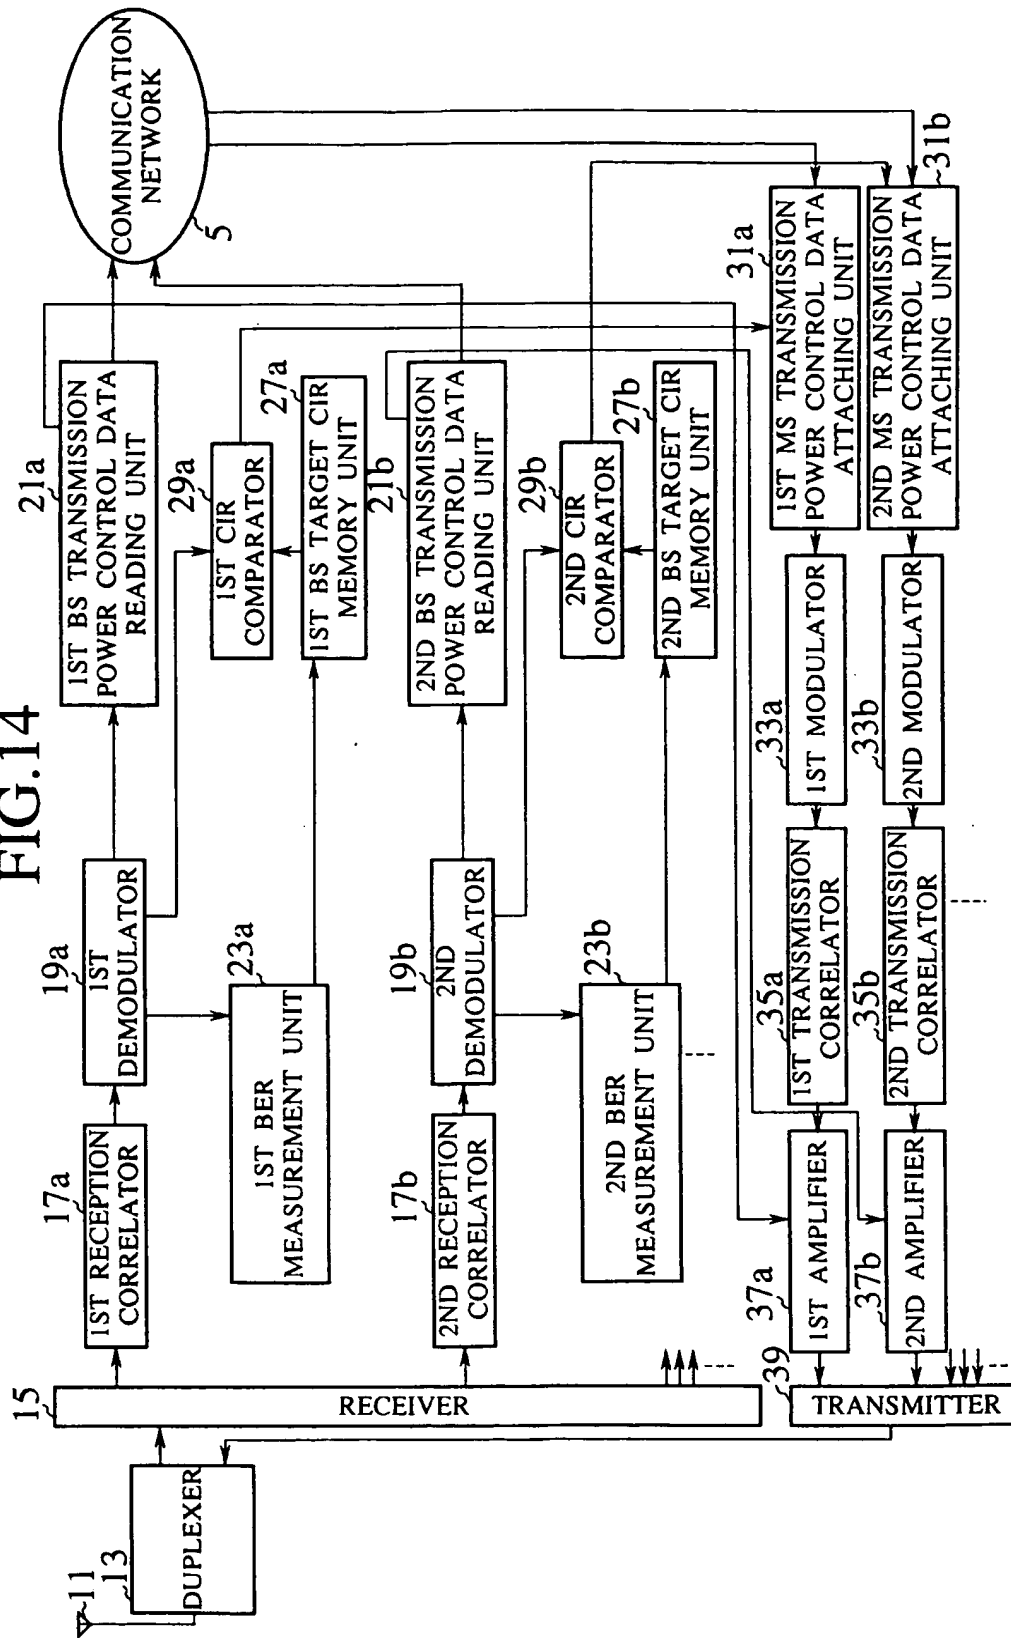 FIG.14
11
13
DUPLEXER
15
RECEIVER
39
TRANSMITTER
17a
1ST RECEPTION
CORRELATOR
19a
1ST
DEMODULATOR
21a
1ST BS TRANSMISSION
POWER CONTROL DATA
READING UNIT
COMMUNICATION
NETWORK
5
23a
1ST BER
MEASUREMENT UNIT
29a
1ST CIR
COMPARATOR
27a
1ST BS TARGET CIR
MEMORY UNIT
17b
2ND RECEPTION
CORRELATOR
19b
2ND
DEMODULATOR
21b
2ND BS TRANSMISSION
POWER CONTROL DATA
READING UNIT
23b
2ND BER
MEASUREMENT UNIT
29b
2ND CIR
COMPARATOR
27b
2ND BS TARGET CIR
MEMORY UNIT
37a
1ST AMPLIFIER
35a
1ST TRANSMISSION
CORRELATOR
33a
1ST MODULATOR
31a
1ST MS TRANSMISSION
POWER CONTROL DATA
ATTACHING UNIT
37b
2ND AMPLIFIER
35b
2ND TRANSMISSION
CORRELATOR
33b
2ND MODULATOR
31b
2ND MS TRANSMISSION
POWER CONTROL DATA
ATTACHING UNIT